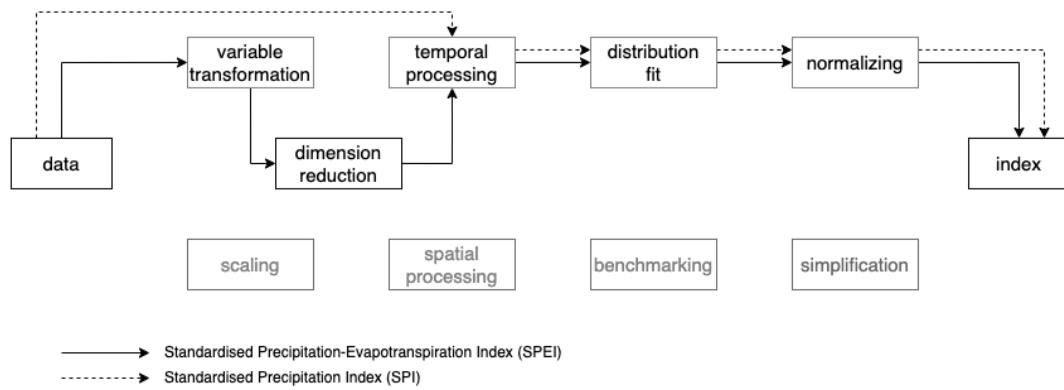 variable
transformation
temporal
processing
distribution
fit
normalizing
data
dimension
reduction
index
scaling
spatial
processing
benchmarking
simplification
Standardised Precipitation-Evapotranspiration Index (SPEI)
Standardised Precipitation Index (SPI)